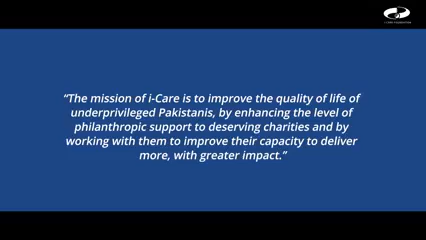 “The mission of i-Care is to improve the quality of life of
underprivileged Pakistanis, by enhancing the level of
philanthropic support to deserving charities and by
working with them to improve their capacity to deliver
more, with greater impact.”